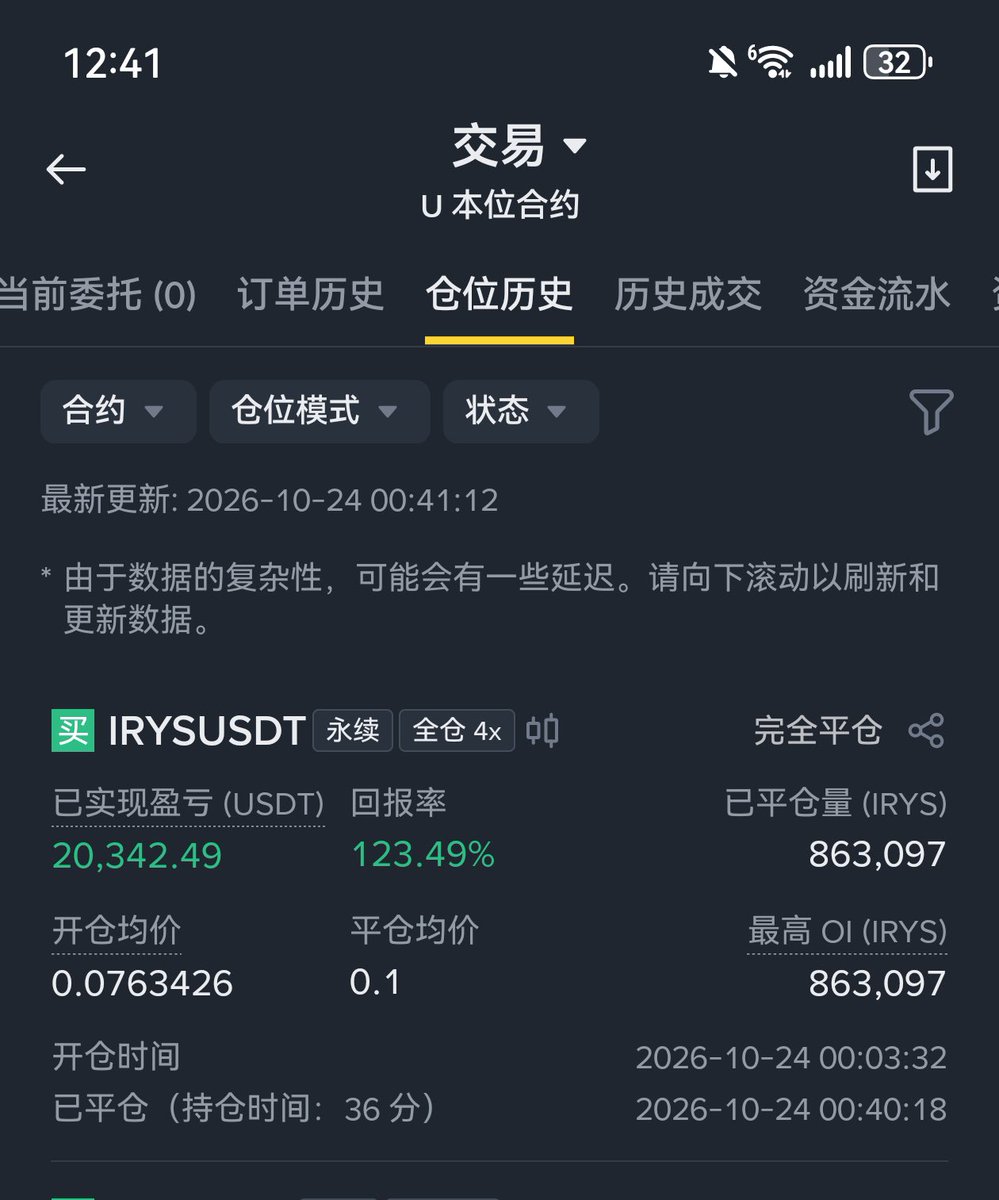 12:41
6
32
交易
U 本位合约
当前委托 (0) 订单历史 仓位历史 历史成交 资金流水
合约 仓位模式 状态
最新更新: 2026-10-24 00:41:12
* 由于数据的复杂性，可能会有一些延迟。请向下滚动以刷新和
更新数据。
买 IRYSUSDT 永续 全仓 4x 完全平仓
已实现盈亏 (USDT) 回报率 已平仓量 (IRYS)
20,342.49 123.49% 863,097
开仓均价 平仓均价 最高 OI (IRYS)
0.0763426 0.1 863,097
开仓时间 2026-10-24 00:03:32
已平仓（持仓时间：36 分） 2026-10-24 00:40:18